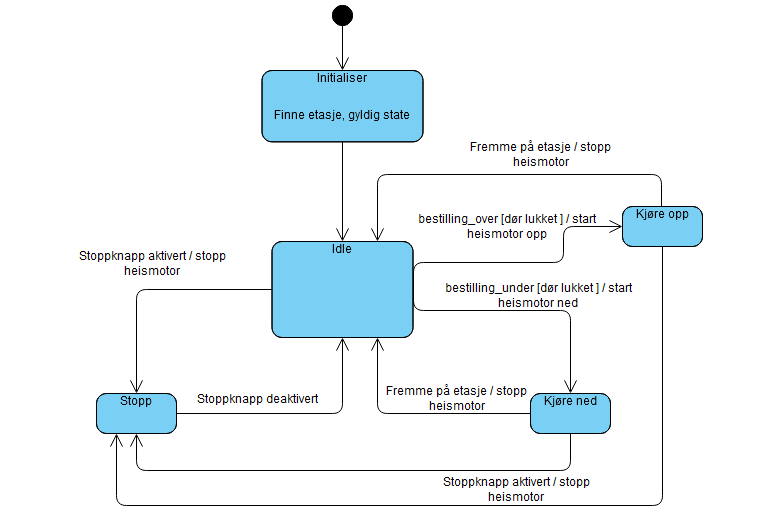 Initialiser
Finne etasje, gyldig state
Fremme på etasje / stopp
heismotor
bestilling_over [dør lukket ] / start
heismotor opp
Kjøre opp
Idle
Stoppknapp aktivert / stopp
heismotor
bestilling_under [dør lukket ] / start
heismotor ned
Stopp
Stoppknapp deaktivert
Fremme på etasje / stopp
heismotor
Kjøre ned
Stoppknapp aktivert / stopp
heismotor